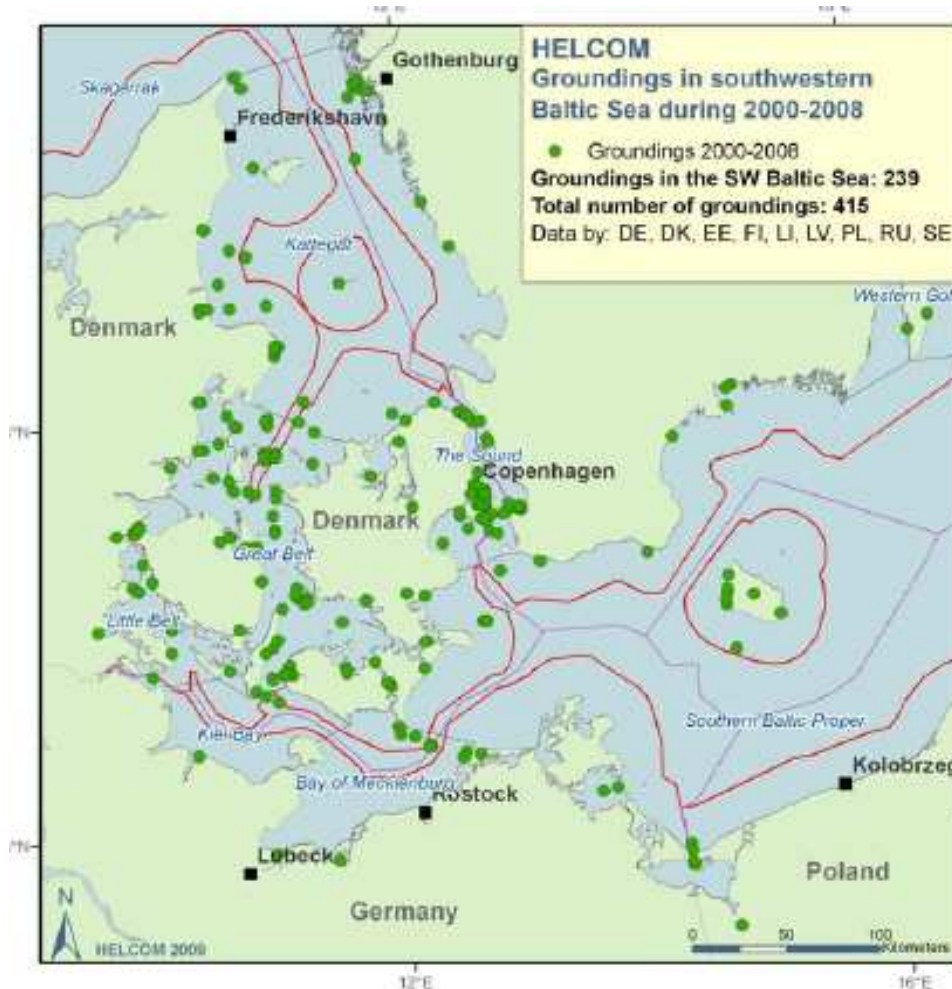 HELCOM
Groundings in southwestern
Baltic Sea during 2000-2008
Groundings 2000-2008
Groundings in the SW Baltic Sea: 239
Total number of groundings: 415
Data by: DE, DK, EE, FI, LI, LV, PL, RU, SE
Gothenburg
Skagerrak
Frederikshavn
Kattegat
Western Got
Denmark
The Sound
Copenhagen
Denmark
Great Belt
Little Belt
Southern Baltic Proper
Kiel Bay
Kolobrzeg
Bay of Mecklenburg
Rostock
Lübeck
Poland
Germany
N
0 50 100
Kilometers
HELCOM 2009
12°E
16°E